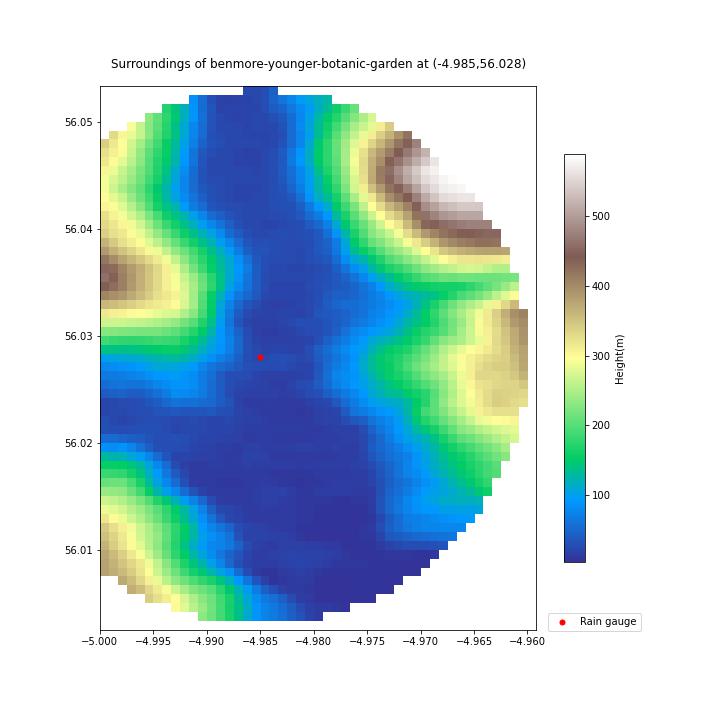 Surroundings of benmore-younger-botanic-garden at (-4.985,56.028)
56.05
56.04
56.03
56.02
56.01
−5.000 −4.995 −4.990 −4.985 −4.980 −4.975 −4.970 −4.965 −4.960
500
400
300
200
100
Height(m)
Rain gauge